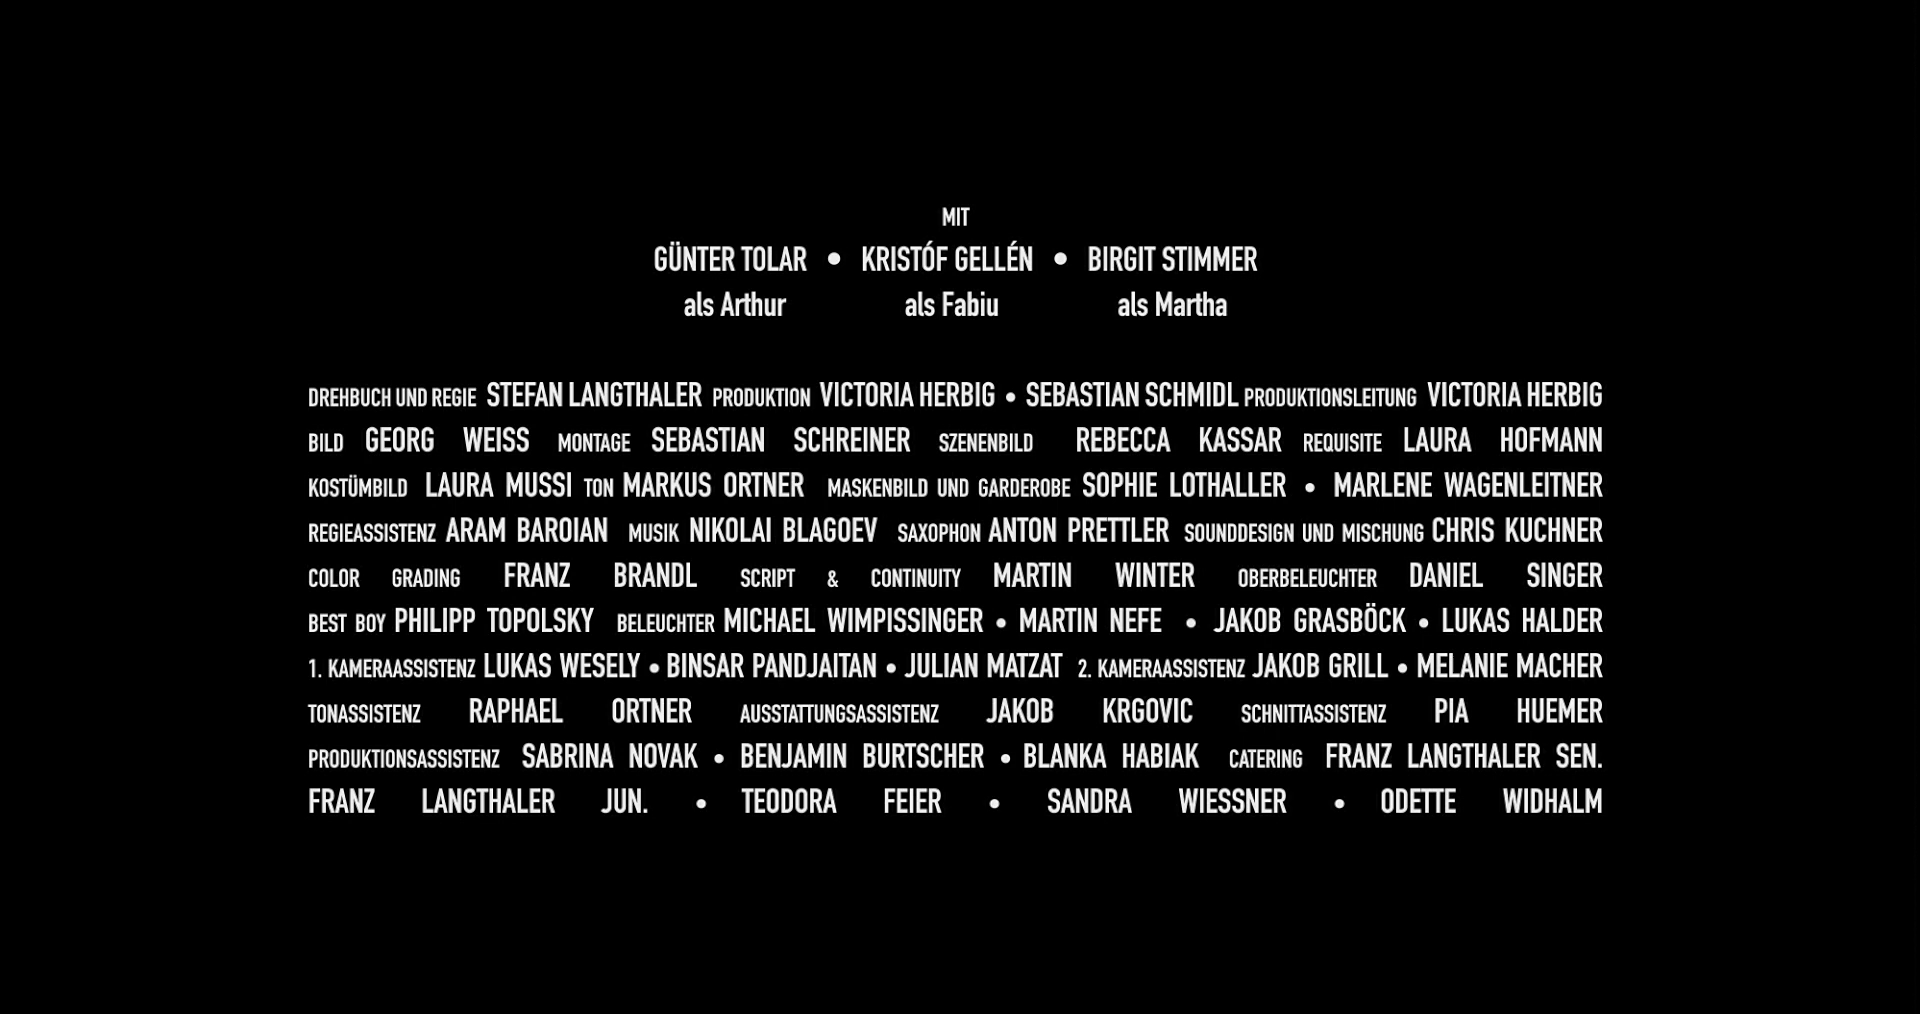 MIT
GÜNTER TOLAR • KRISTÓF GELLÉN • BIRGIT STIMMER
als Arthur als Fabiu als Martha
DREHBUCH UND REGIE STEFAN LANGTHALER PRODUKTION VICTORIA HERBIG • SEBASTIAN SCHMIDL PRODUKTIONSLEITUNG VICTORIA HERBIG
BILD GEORG WEISS MONTAGE SEBASTIAN SCHREINER SZENENBILD REBECCA KASSAR REQUISITE LAURA HOFMANN
KOSTÜMBILD LAURA MUSSI TON MARKUS ORTNER MASKENBILD UND GARDEROBE SOPHIE LOTHALLER • MARLENE WAGENLEITNER
REGIEASSISTENZ ARAM BAROIAN MUSIK NIKOLAI BLAGOEV SAXOPHON ANTON PRETTLER SOUNDDESIGN UND MISCHUNG CHRIS KUCHNER
COLOR GRADING FRANZ BRANDL SCRIPT & CONTINUITY MARTIN WINTER OBERBELEUCHTER DANIEL SINGER
BEST BOY PHILIPP TOPOLSKY BELEUCHTER MICHAEL WIMPISSINGER • MARTIN NEFE • JAKOB GRASBÖCK • LUKAS HALDER
1. KAMERAASSISTENZ LUKAS WESELY • BINSAR PANDJAITAN • JULIAN MATZAT 2. KAMERAASSISTENZ JAKOB GRILL • MELANIE MACHER
TONASSISTENZ RAPHAEL ORTNER AUSSTATTUNGSASSISTENZ JAKOB KRGOVIC SCHNITTASSISTENZ PIA HUEMER
PRODUKTIONSASSISTENZ SABRINA NOVAK • BENJAMIN BURTSCHER • BLANKA HABIAK CATERING FRANZ LANGTHALER SEN.
FRANZ LANGTHALER JUN. • TEODORA FEIER • SANDRA WIESSNER • ODETTE WIDHALM